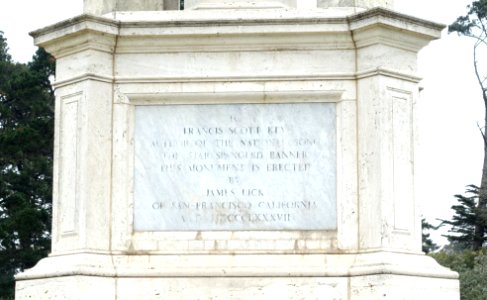 TO
FRANCIS SCOTT KEY
AUTHOR OF THE NATIONAL SONG
THE STAR SPANGLED BANNER
THIS MONUMENT IS ERECTED
BY
JAMES LICK
OF SAN FRANCISCO CALIFORNIA
A D MDCCCLXXXVII